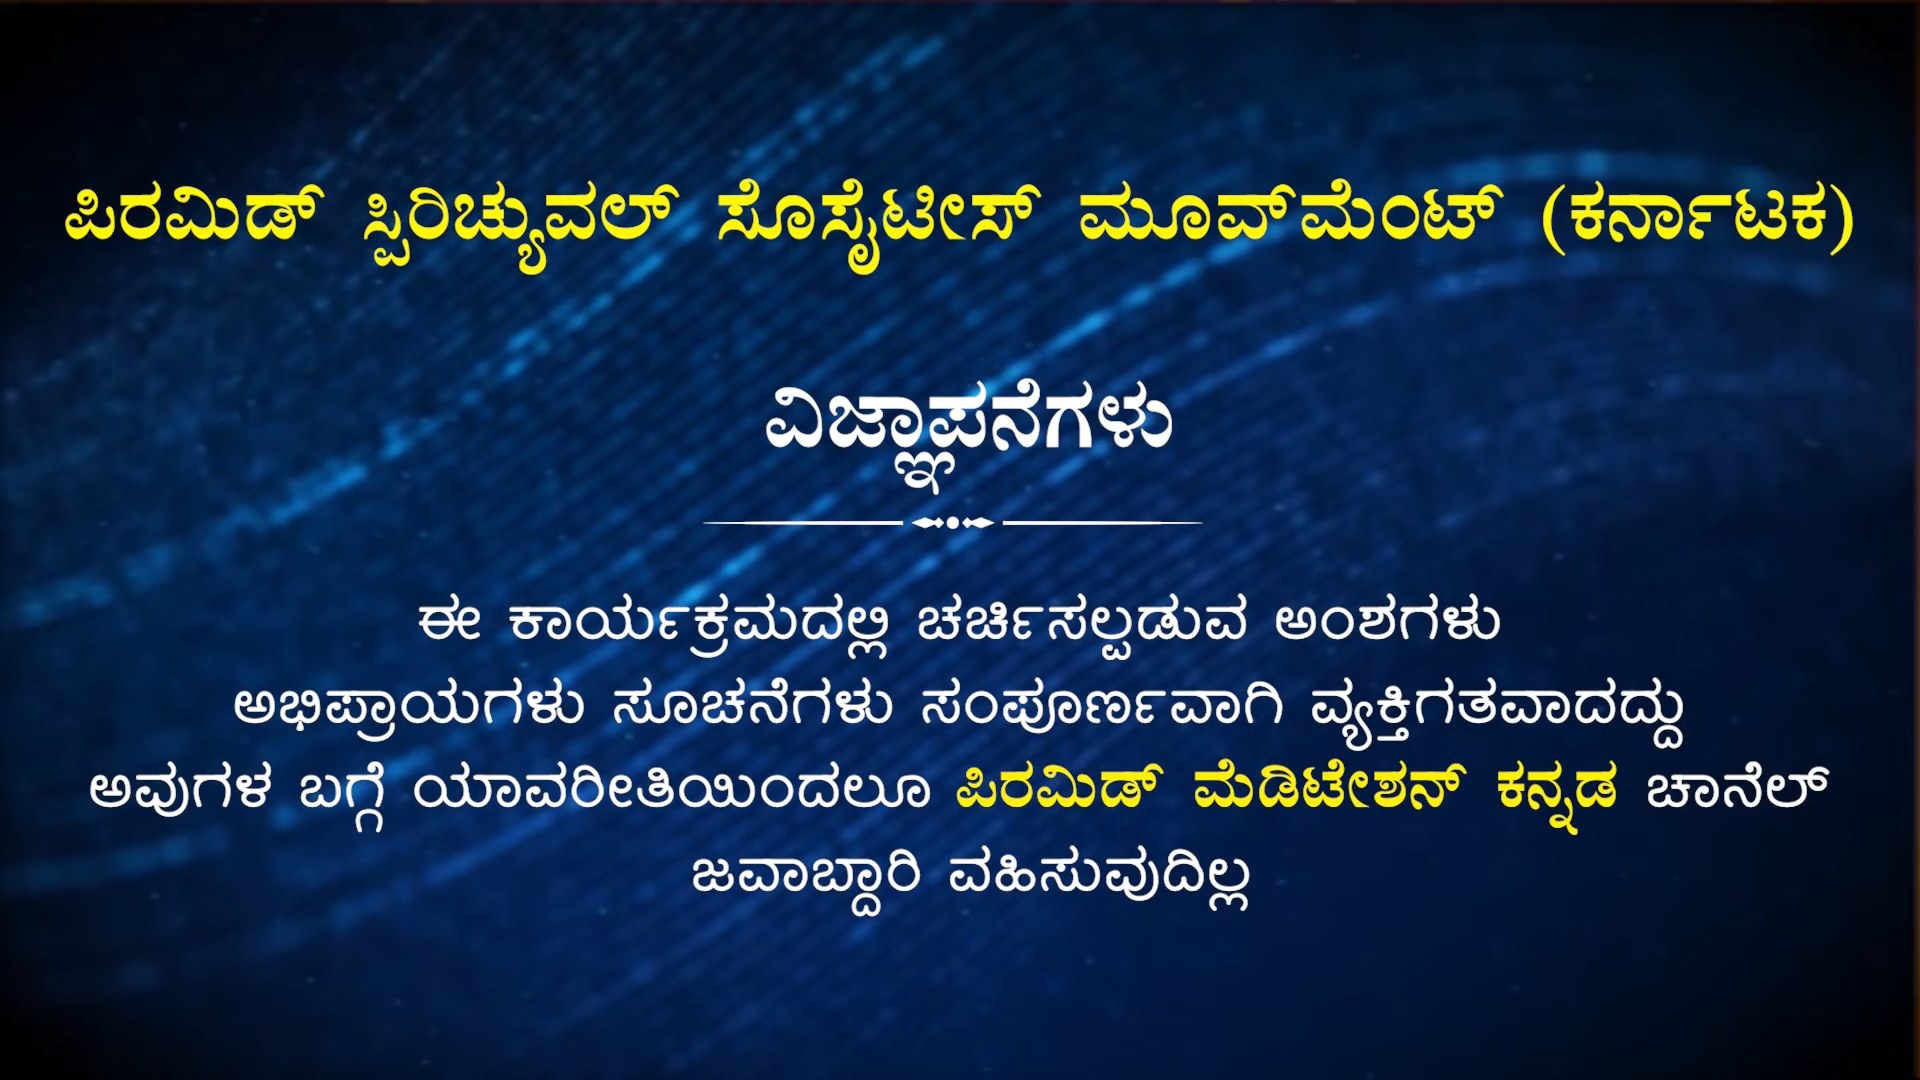 ಪಿರಮಿಡ್ ಸ್ಪಿರಿಚ್ಯುವಲ್ ಸೊಸೈಟೀಸ್ ಮೂವ್‌ಮೆಂಟ್ (ಕರ್ನಾಟಕ)
ವಿಜ್ಞಾಪನೆಗಳು
ಈ ಕಾರ್ಯಕ್ರಮದಲ್ಲಿ ಚರ್ಚಿಸಲ್ಪಡುವ ಅಂಶಗಳು
ಅಭಿಪ್ರಾಯಗಳು ಸೂಚನೆಗಳು ಸಂಪೂರ್ಣವಾಗಿ ವ್ಯಕ್ತಿಗತವಾದದ್ದು
ಅವುಗಳ ಬಗ್ಗೆ ಯಾವರೀತಿಯಿಂದಲೂ ಪಿರಮಿಡ್ ಮೆಡಿಟೇಶನ್ ಕನ್ನಡ ಚಾನೆಲ್
ಜವಾಬ್ದಾರಿ ವಹಿಸುವುದಿಲ್ಲ